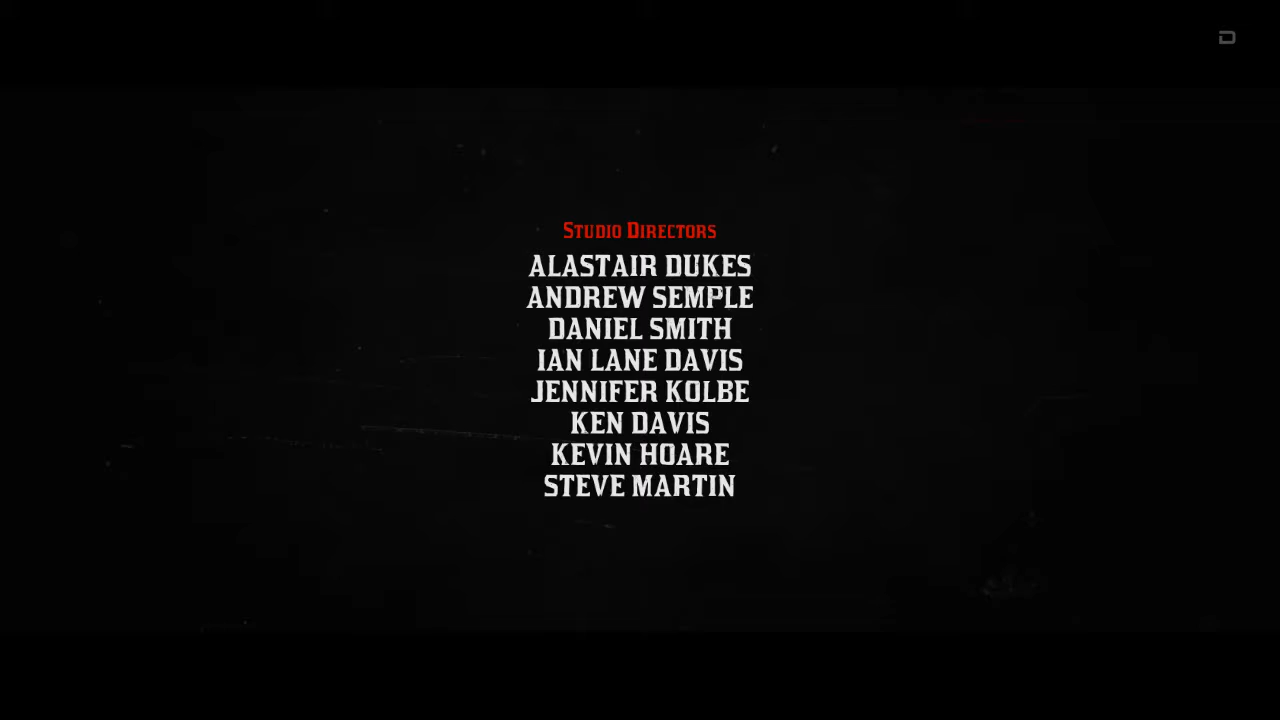 Studio Directors
ALASTAIR DUKES
ANDREW SEMPLE
DANIEL SMITH
IAN LANE DAVIS
JENNIFER KOLBE
KEN DAVIS
KEVIN HOARE
STEVE MARTIN